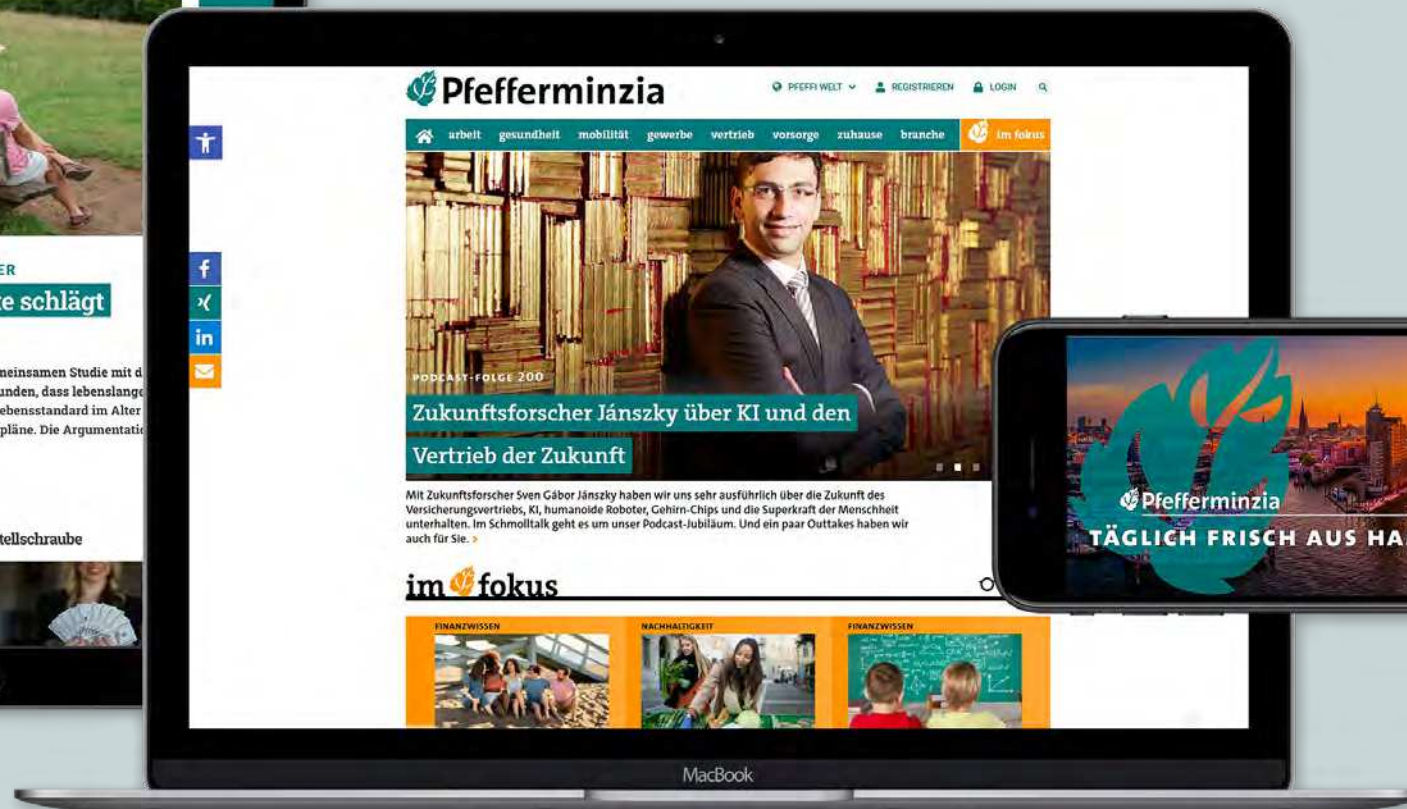 ER
te schlägt
neinsamen Studie mit d
unden, dass lebenslange
ebensstandard im Alter
pläne. Die Argumentatio
tellschraube
Pfefferminzia
PFEFFI WELT
REGISTRIEREN
LOGIN
arbeit gesundheit mobilität gewerbe vertrieb vorsorge zuhause branche im fokus
f
in
PODCAST-FOLGE 200
Zukunftsforscher Jánszky über KI und den
Vertrieb der Zukunft
Mit Zukunftsforscher Sven Gábor Jánszky haben wir uns sehr ausführlich über die Zukunft des
Versicherungsvertriebs, KI, humanoide Roboter, Gehirn-Chips und die Superkraft der Menschheit
unterhalten. Im Schmolltalk geht es um unser Podcast-Jubiläum. Und ein paar Outtakes haben wir
auch für Sie. >
im fokus
FINANZWISSEN
NACHHALTIGKEIT
FINANZWISSEN
MacBook
Pfefferminzia
TÄGLICH FRISCH AUS HA